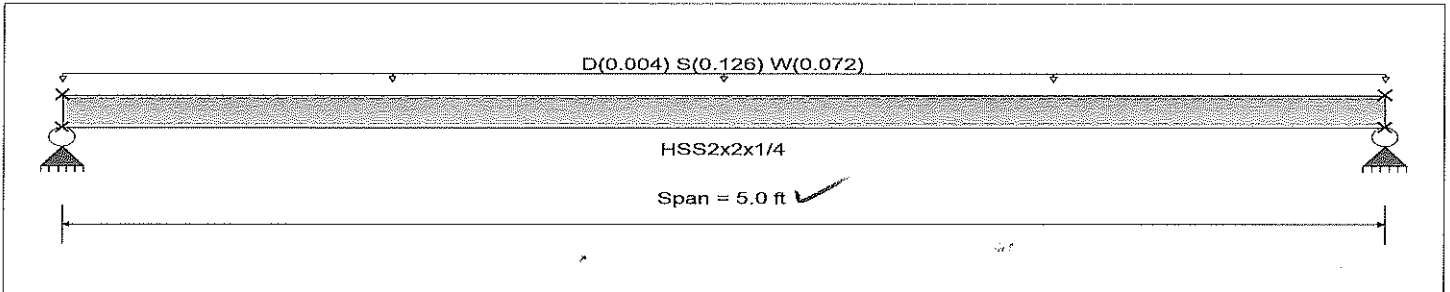 D(0.004) S(0.126) W(0.072)
HSS2x2x1/4
Span = 5.0 ft